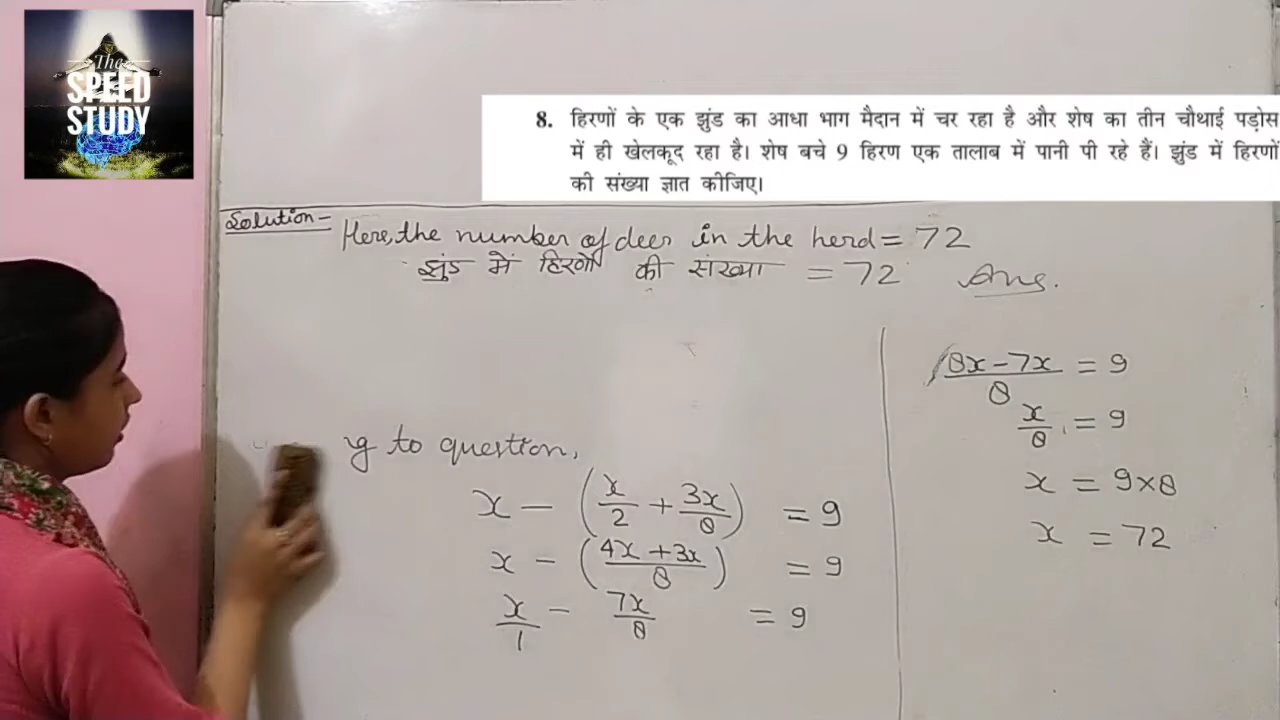 The
SPEED
STUDY
8. हिरणों के एक झुंड का आधा भाग मैदान में चर रहा है और शेष का तीन चौथाई पड़ोस
में ही खेलकूद रहा है। शेष बचे 9 हिरण एक तालाब में पानी पी रहे हैं। झुंड में हिरणों
की संख्या ज्ञात कीजिए।
Solution-
Here, the number of deer in the herd = 72
झुंड में हिरणों की संख्या = 72 Ans.
to question,
x - (x/2 + 3x/8) = 9
x - (4x + 3x/8) = 9
x/1 - 7x/8 = 9
8x - 7x/8 = 9
x/8 = 9
x = 9×8
x = 72